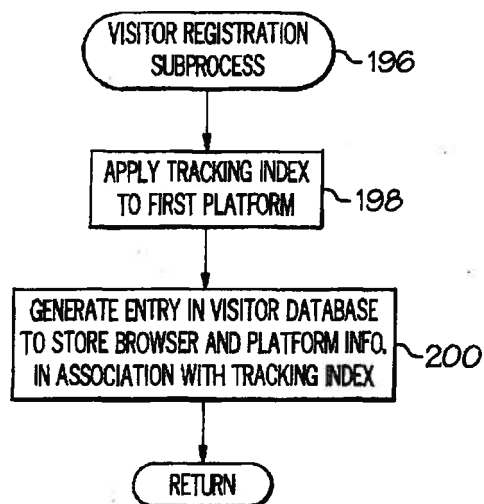 VISITOR REGISTRATION
SUBPROCESS
196
APPLY TRACKING INDEX
TO FIRST PLATFORM
198
GENERATE ENTRY IN VISITOR DATABASE
TO STORE BROWSER AND PLATFORM INFO.
IN ASSOCIATION WITH TRACKING INDEX
200
RETURN